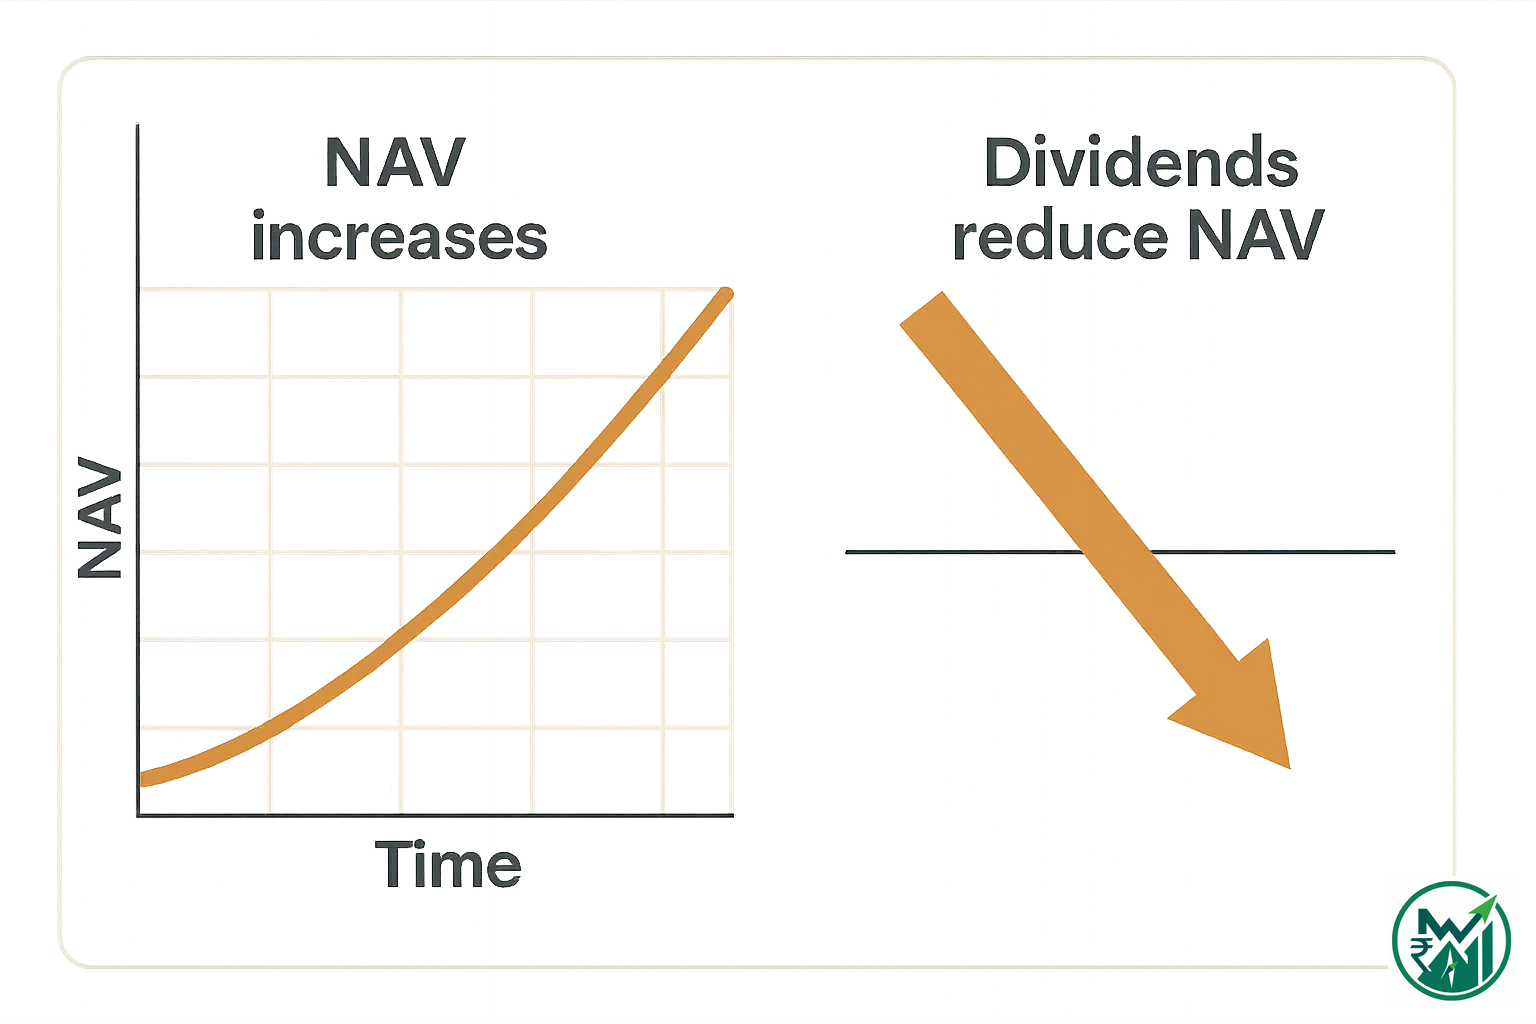 NAV
increases
NAV
Time
Dividends
reduce NAV
₹